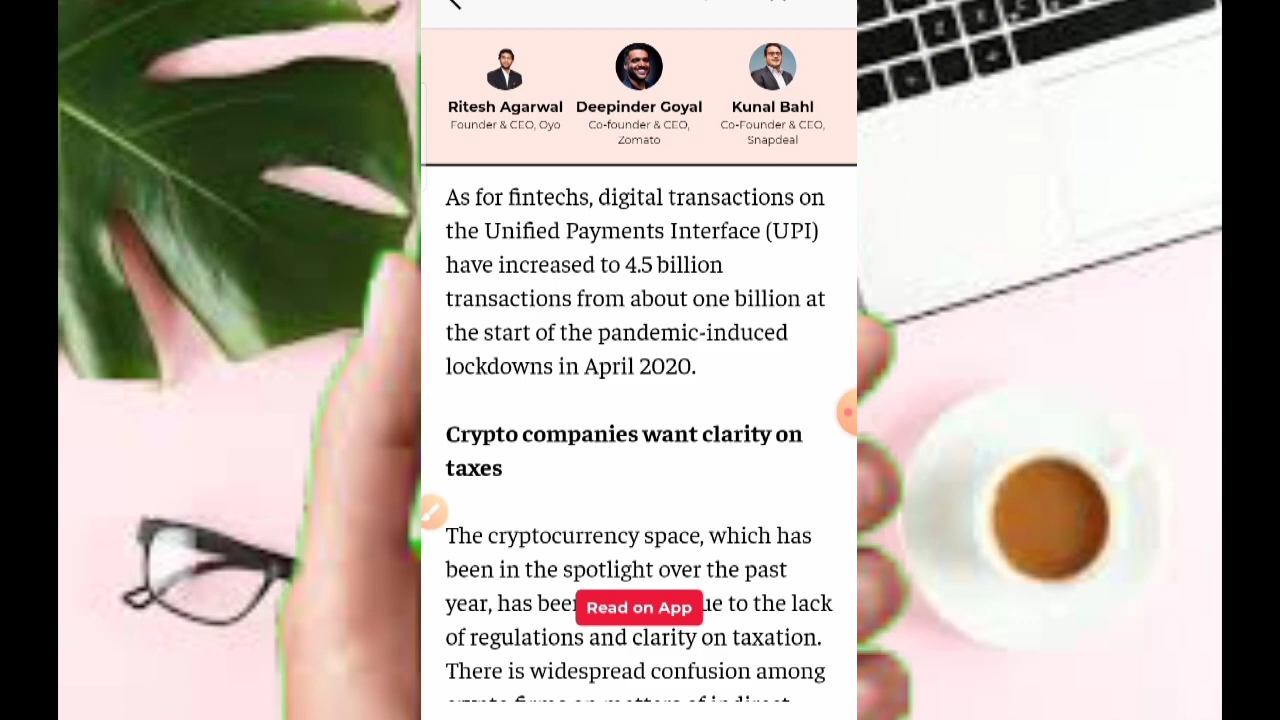 Ritesh Agarwal
Founder & CEO, Oyo
Deepinder Goyal
Co-founder & CEO,
Zomato
Kunal Bahl
Co-Founder & CEO,
Snapdeal
As for fintechs, digital transactions on
the Unified Payments Interface (UPI)
have increased to 4.5 billion
transactions from about one billion at
the start of the pandemic-induced
lockdowns in April 2020.
Crypto companies want clarity on
taxes
The cryptocurrency space, which has
been in the spotlight over the past
year, has to the lack
Read on App
of regulations and clarity on taxation.
There is widespread confusion among